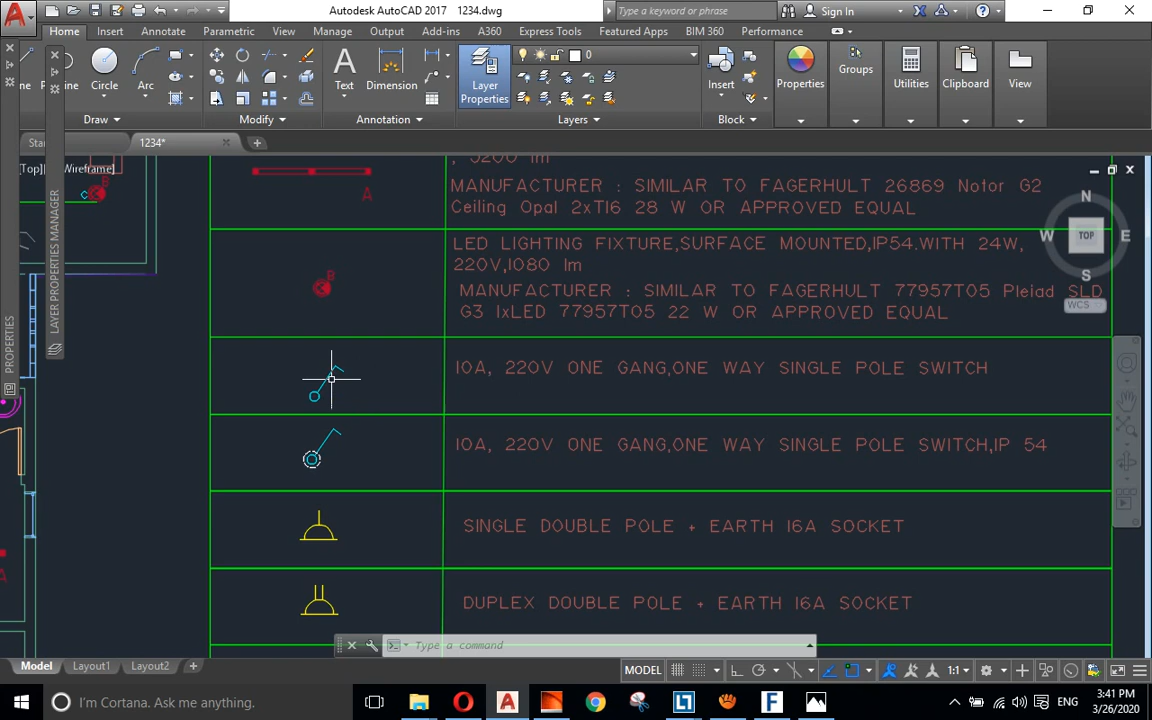 Autodesk AutoCAD 2017 1234.dwg
Type a keyword or phrase
Sign In
Home Insert Annotate Parametric View Manage Output Add-ins A360 Express Tools Featured Apps BIM 360 Performance
Circle Arc
Text Dimension
Layer
Properties
0
Insert
Properties Groups Utilities Clipboard View
Draw Modify Annotation Layers Block
1234*
A
B
[Top][ Wireframe]
, 5200 lm
MANUFACTURER : SIMILAR TO FAGERHULT 26869 Notor G2
Ceiling Opal 2xTI6 28 W OR APPROVED EQUAL
B
LED LIGHTING FIXTURE,SURFACE MOUNTED,IP54.WITH 24W,
220V,1080 lm
MANUFACTURER : SIMILAR TO FAGERHULT 77957T05 Pleiad SLD
G3 IxLED 77957T05 22 W OR APPROVED EQUAL
10A, 220V ONE GANG,ONE WAY SINGLE POLE SWITCH
10A, 220V ONE GANG,ONE WAY SINGLE POLE SWITCH,IP 54
SINGLE DOUBLE POLE + EARTH 16A SOCKET
DUPLEX DOUBLE POLE + EARTH 16A SOCKET
N
W TOP E
S
WCS
LAYER PROPERTIES MANAGER
PROPERTIES
A
Type a command
Model Layout1 Layout2
MODEL 1:1
I'm Cortana. Ask me anything.
ENG
3:41 PM
3/26/2020